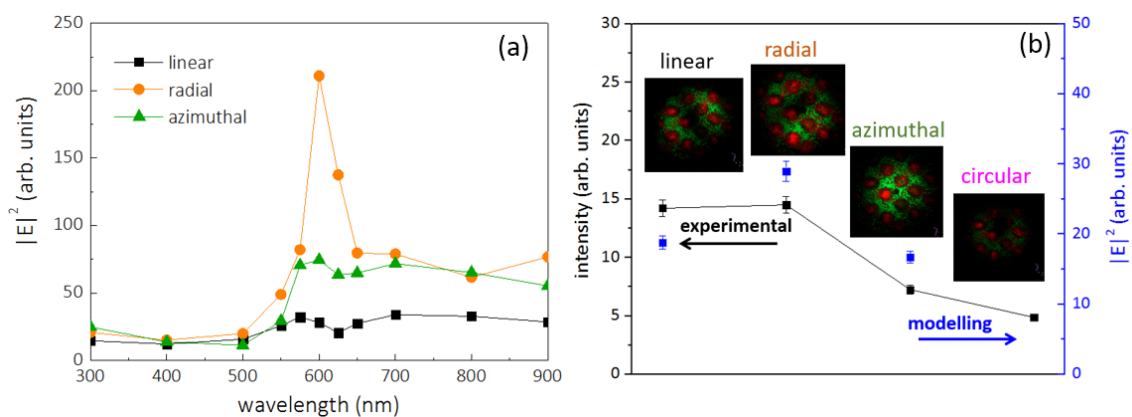 (a)
linear
radial
azimuthal
250
200
150
100
50
0
|E|² (arb. units)
300 400 500 600 700 800 900
wavelength (nm)
(b)
linear
radial
azimuthal
circular
experimental
modelling
30
25
20
15
10
5
0
intensity (arb. units)
50
40
30
20
10
0
|E|² (arb. units)